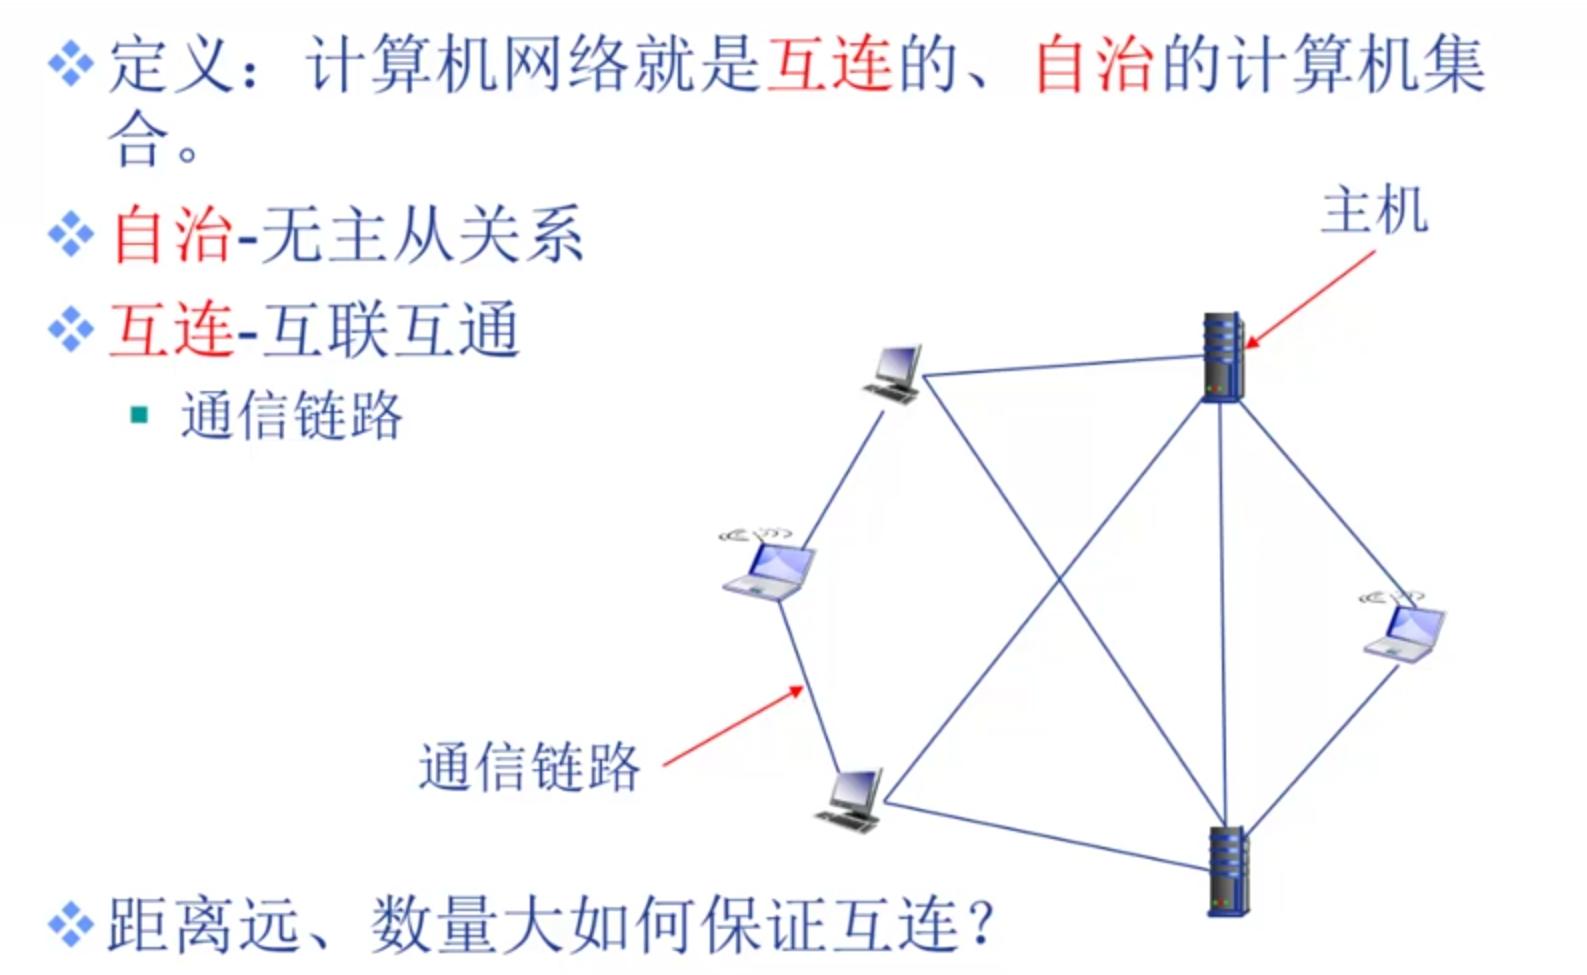 定义：计算机网络就是互连的、自治的计算机集
合。
自治-无主从关系
主机
互连-互联互通
通信链路
通信链路
距离远、数量大如何保证互连？